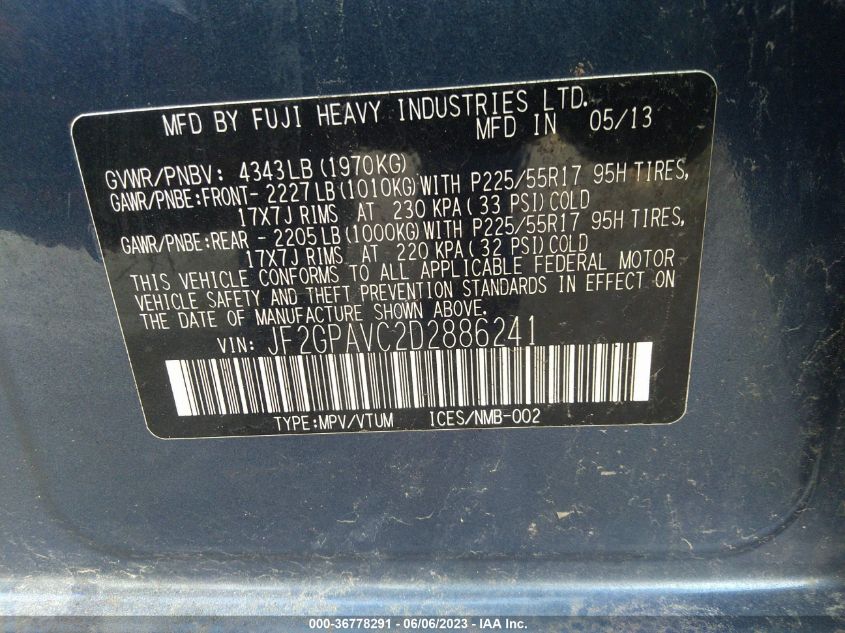 MFD BY FUJI HEAVY INDUSTRIES LTD.
MFD IN 05/13
GVWR/PNBV: 4343LB (1970KG)
GAWR/PNBE:FRONT- 2227LB (1010KG)WITH P225/55R17 95H TIRES,
17X7J RIMS AT 230 KPA(33 PSI)COLD
GAWR/PNBE:REAR - 2205LB(1000KG)WITH P225/55R17 95H TIRES,
17X7J RIMS AT 220 KPA(32 PSI)COLD
THIS VEHICLE CONFORMS TO ALL APPLICABLE FEDERAL MOTOR
VEHICLE SAFETY AND THEFT PREVENTION STANDARDS IN EFFECT ON
THE DATE OF MANUFACTURE SHOWN ABOVE.
VIN: JF2GPAVC2D2886241
TYPE:MPV/VTUM ICES/NMB-002
000-36778291 - 06/06/2023 - IAA Inc.